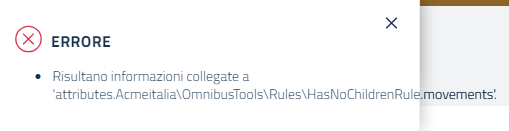 ERRORE
Risultano informazioni collegate a
'attributes.Acmeitalia\OmnibusTools\Rules\HasNoChildrenRule.movements'.